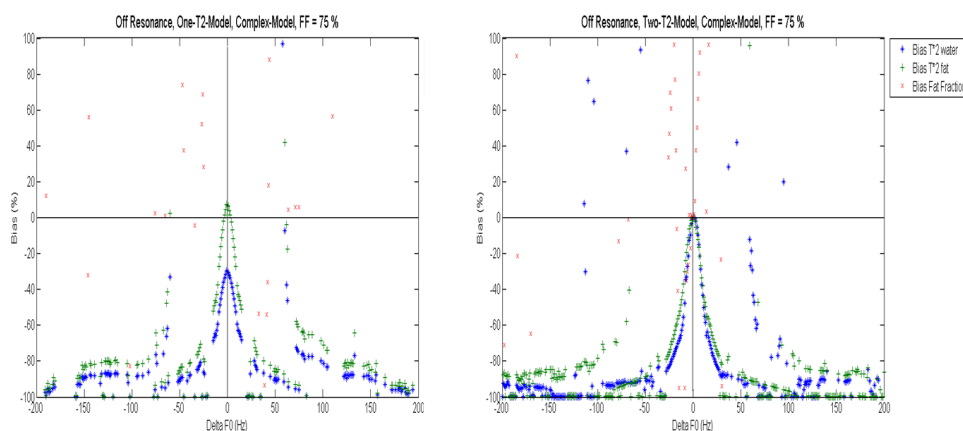 Off Resonance, One-T2-Model, Complex-Model, FF = 75 %
100
80
60
40
20
0
-20
-40
-60
-80
-100
Bias (%)
-200 -150 -100 -50 0 50 100 150 200
Delta F0 (Hz)
Off Resonance, Two-T2-Model, Complex-Model, FF = 75 %
100
80
60
40
20
0
-20
-40
-60
-80
-100
Bias (%)
-200 -150 -100 -50 0 50 100 150 200
Delta F0 (Hz)
Bias T*2 water
Bias T*2 fat
Bias Fat Fraction